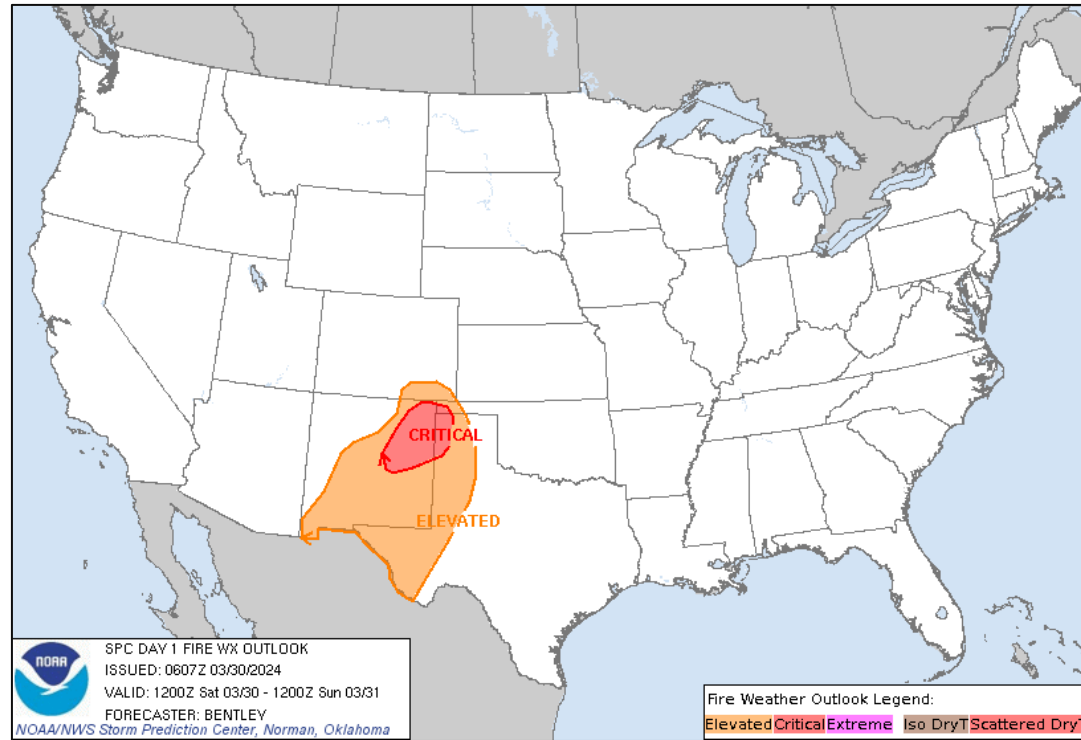 CRITICAL
ELEVATED
NOAA
SPC DAY 1 FIRE WX OUTLOOK
ISSUED: 0607Z 03/30/2024
VALID: 1200Z Sat 03/30 - 1200Z Sun 03/31
FORECASTER: BENTLEY
NOAA/NWS Storm Prediction Center, Norman, Oklahoma
Fire Weather Outlook Legend:
Elevated Critical Extreme Iso DryT Scattered DryT